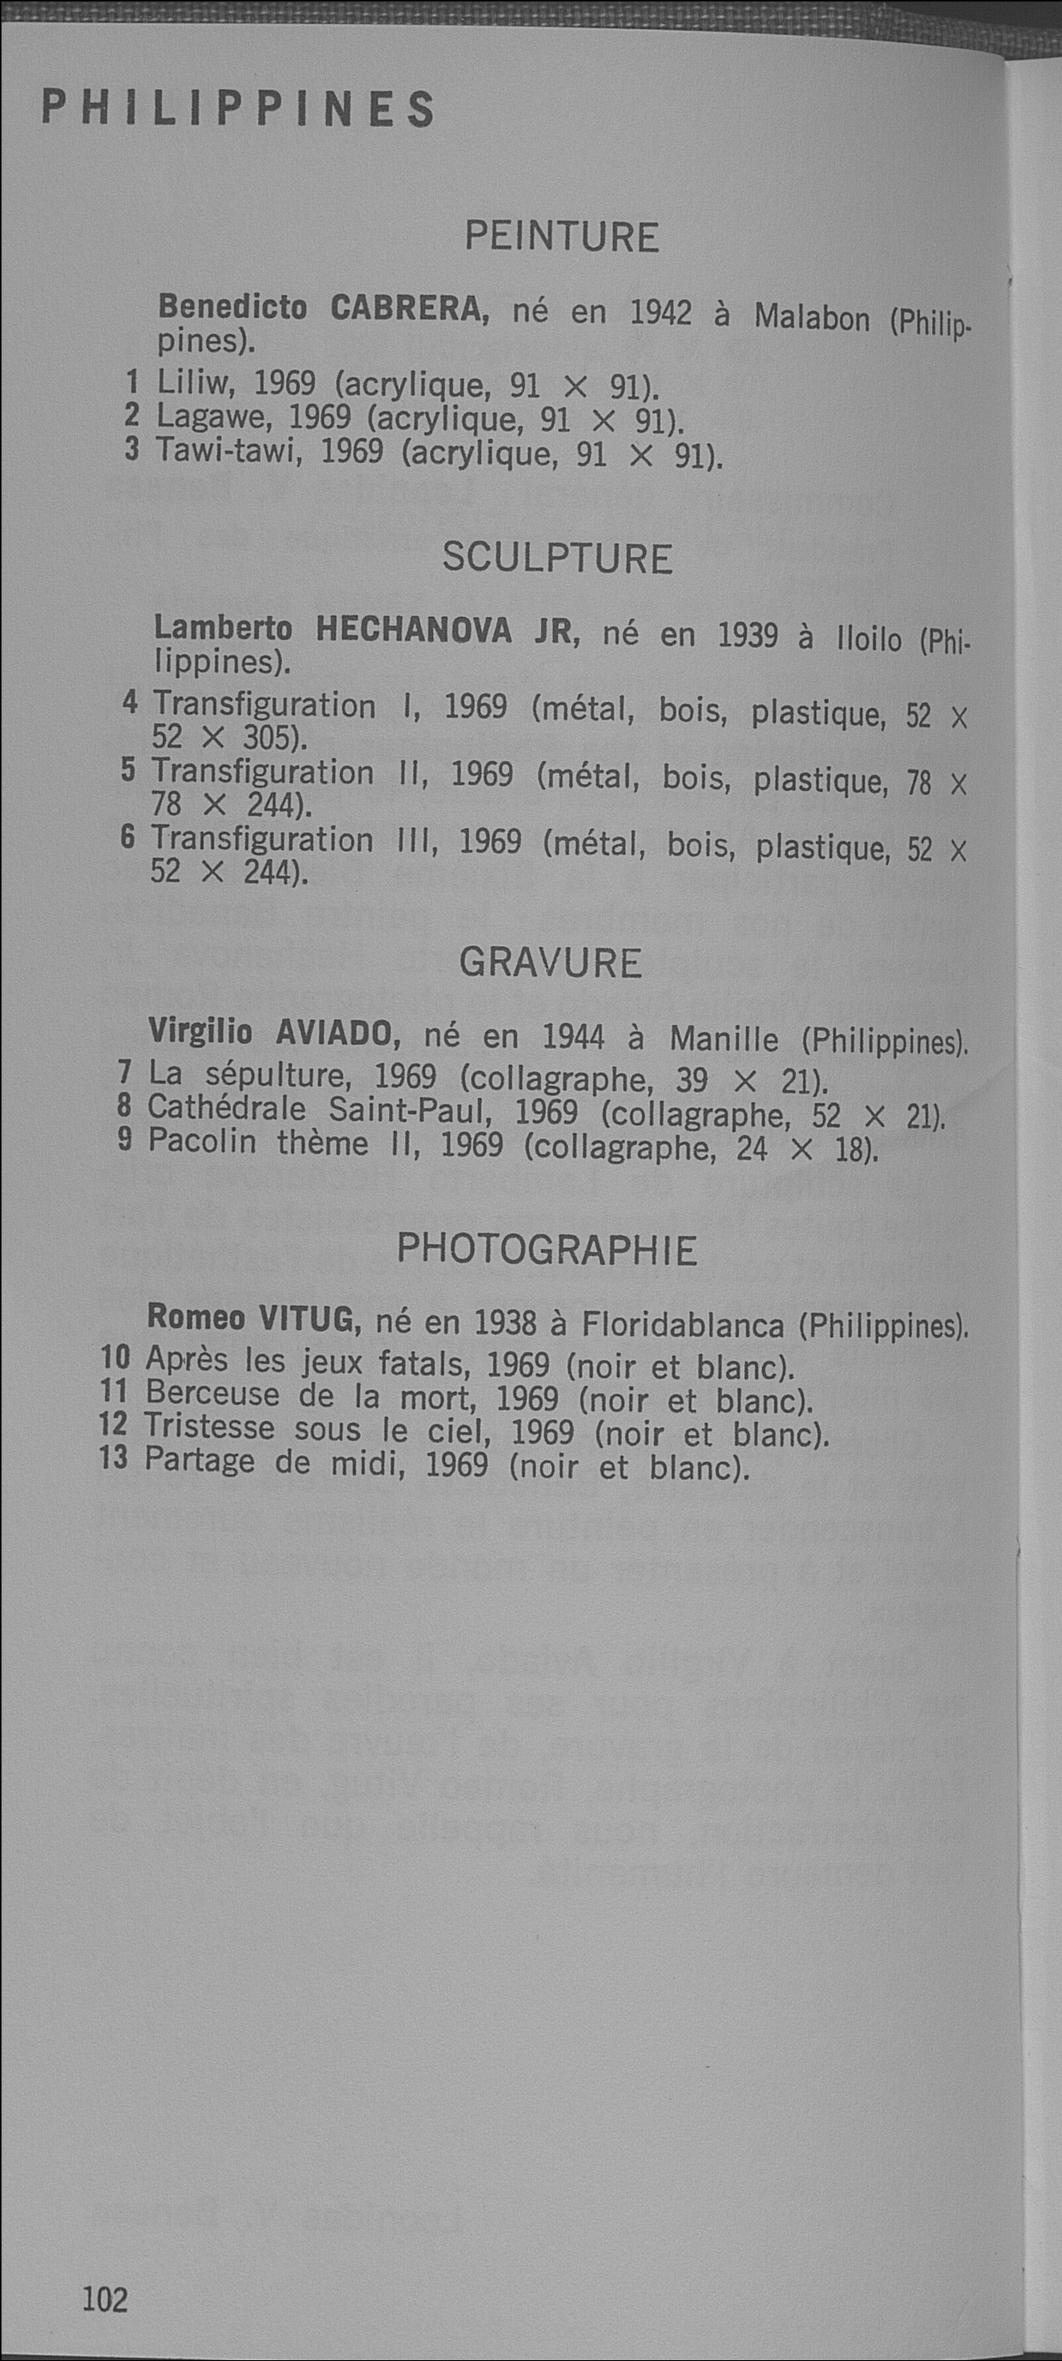 PHILIPPINES
PEINTURE
Benedicto CABRERA, né en 1942 à Malabon (Philip-
pines).
1 Liliw, 1969 (acrylique, 91 × 91).
2 Lagawe, 1969 (acrylique, 91 × 91).
3 Tawi-tawi, 1969 (acrylique, 91 × 91).
SCULPTURE
Lamberto HECHANOVA JR, né en 1939 à Iloilo (Phi-
lippines).
4 Transfiguration I, 1969 (métal, bois, plastique, 52 ×
52 × 305).
5 Transfiguration II, 1969 (métal, bois, plastique, 78 ×
78 × 244).
6 Transfiguration III, 1969 (métal, bois, plastique, 52 ×
52 × 244).
GRAVURE
Virgilio AVIADO, né en 1944 à Manille (Philippines).
7 La sépulture, 1969 (collagraphe, 39 × 21).
8 Cathédrale Saint-Paul, 1969 (collagraphe, 52 × 21).
9 Pacolin thème II, 1969 (collagraphe, 24 × 18).
PHOTOGRAPHIE
Romeo VITUG, né en 1938 à Floridablanca (Philippines).
10 Après les jeux fatals, 1969 (noir et blanc).
11 Berceuse de la mort, 1969 (noir et blanc).
12 Tristesse sous le ciel, 1969 (noir et blanc).
13 Partage de midi, 1969 (noir et blanc).
102